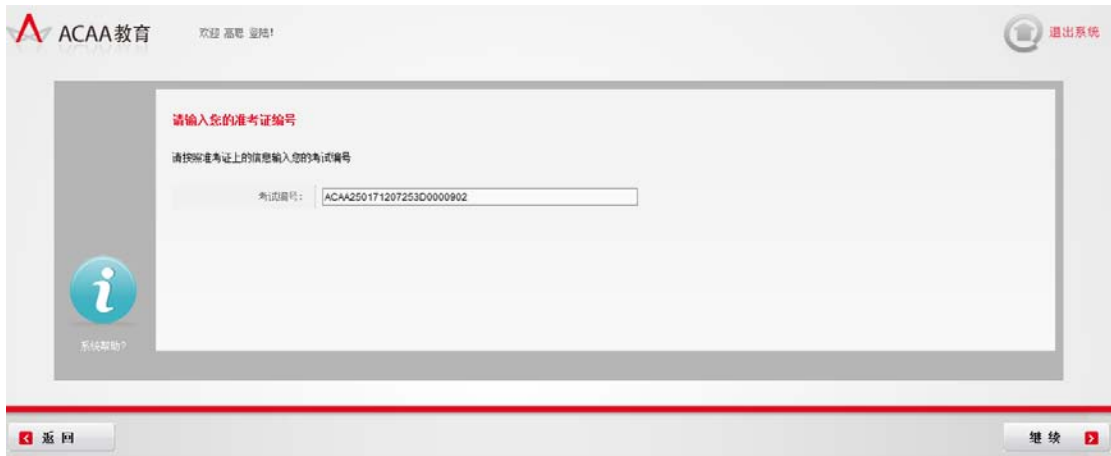 ACAA教育
欢迎 高聪 登陆!
退出系统
请输入您的准考证编号
请按照准考证上的信息输入您的考试编号
考试编号:
ACAA250171207253D0000902
系统帮助?
返回
继续